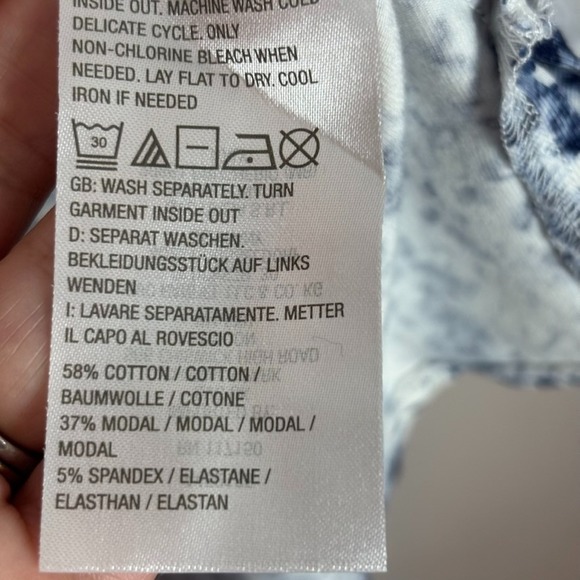 INSIDE OUT. MACHINE WASH COLD
DELICATE CYCLE. ONLY
NON-CHLORINE BLEACH WHEN
NEEDED. LAY FLAT TO DRY. COOL
IRON IF NEEDED
30
GB: WASH SEPARATELY. TURN
GARMENT INSIDE OUT
D: SEPARAT WASCHEN.
BEKLEIDUNGSSTÜCK AUF LINKS
WENDEN
I: LAVARE SEPARATAMENTE. METTER
IL CAPO AL ROVESCIO
58% COTTON / COTTON /
BAUMWOLLE / COTONE
37% MODAL / MODAL / MODAL /
MODAL
5% SPANDEX / ELASTANE /
ELASTHAN / ELASTAN